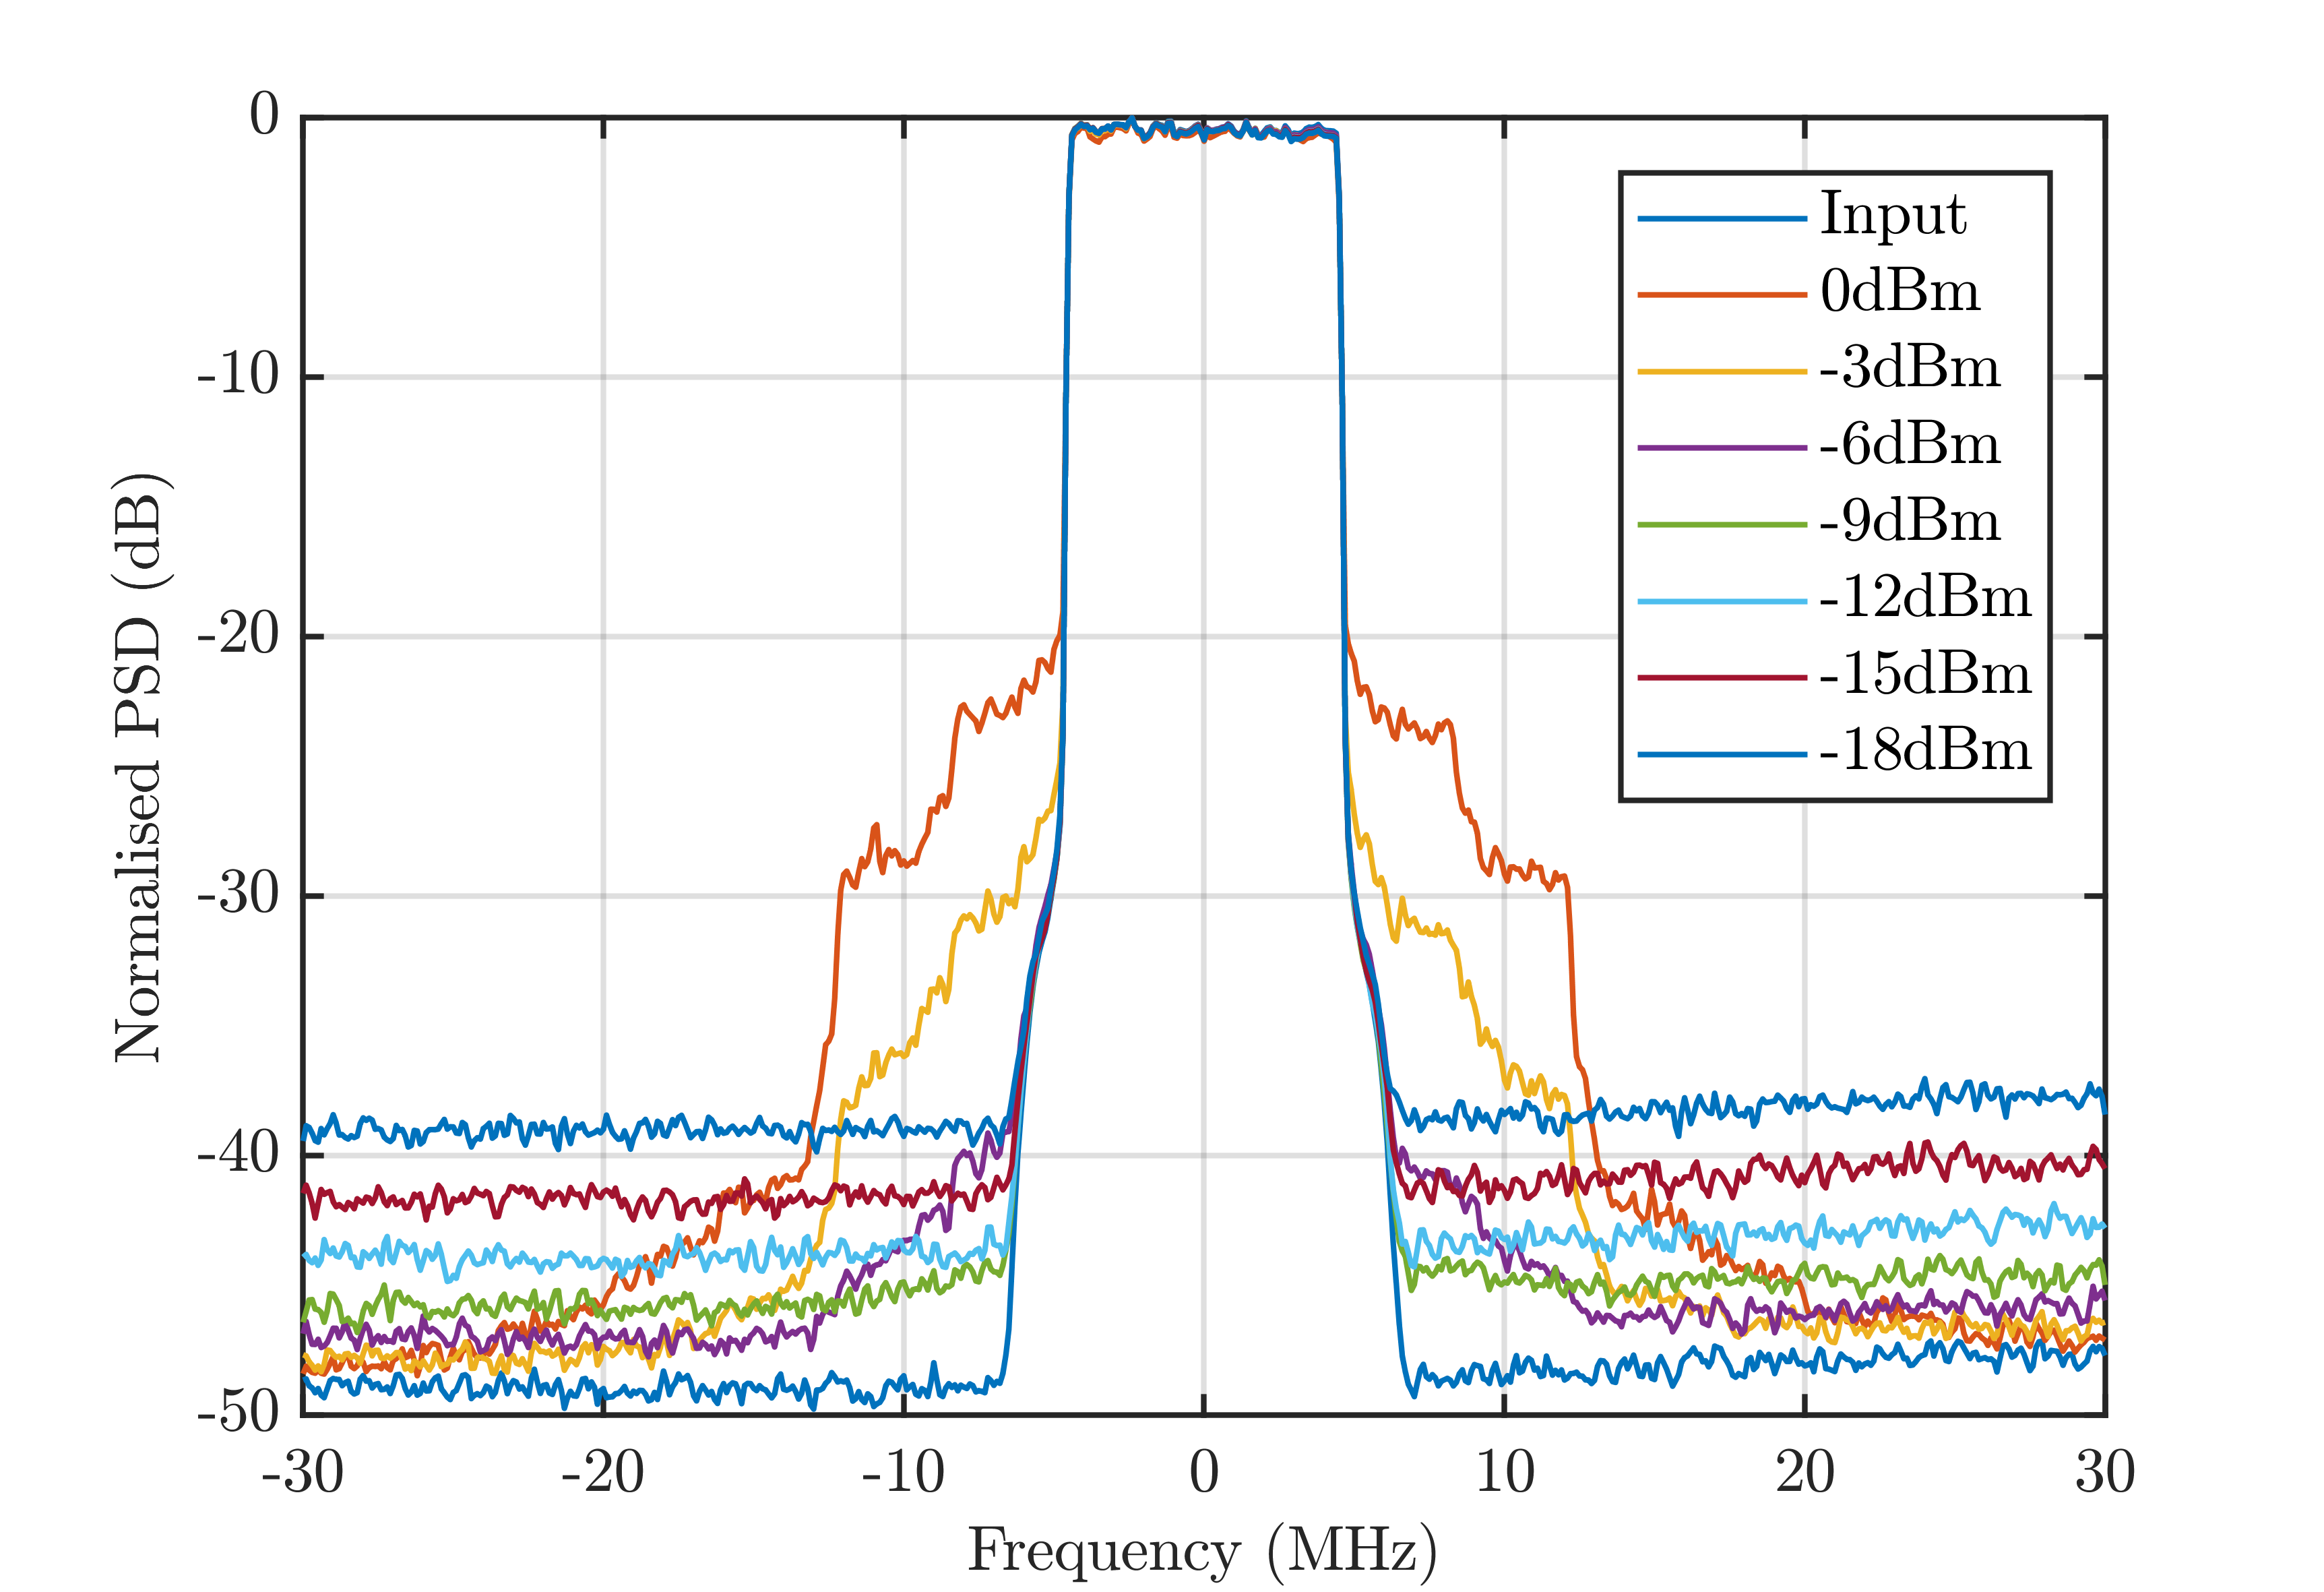 0
-10
-20
-30
-40
-50
Normalised PSD (dB)
Input
0dBm
-3dBm
-6dBm
-9dBm
-12dBm
-15dBm
-18dBm
-30 -20 -10 0 10 20 30
Frequency (MHz)